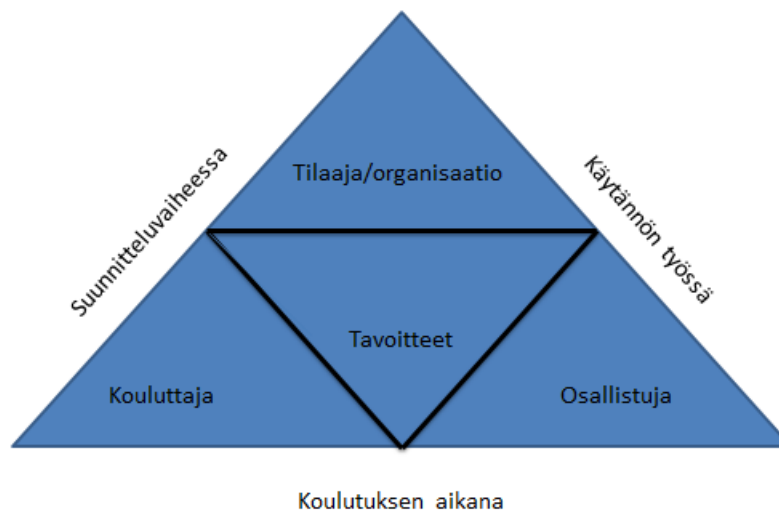 Suunnitteluvaiheessa
Tilaaja/organisaatio
Käytännön työssä
Tavoitteet
Kouluttaja
Osallistuja
Koulutuksen aikana